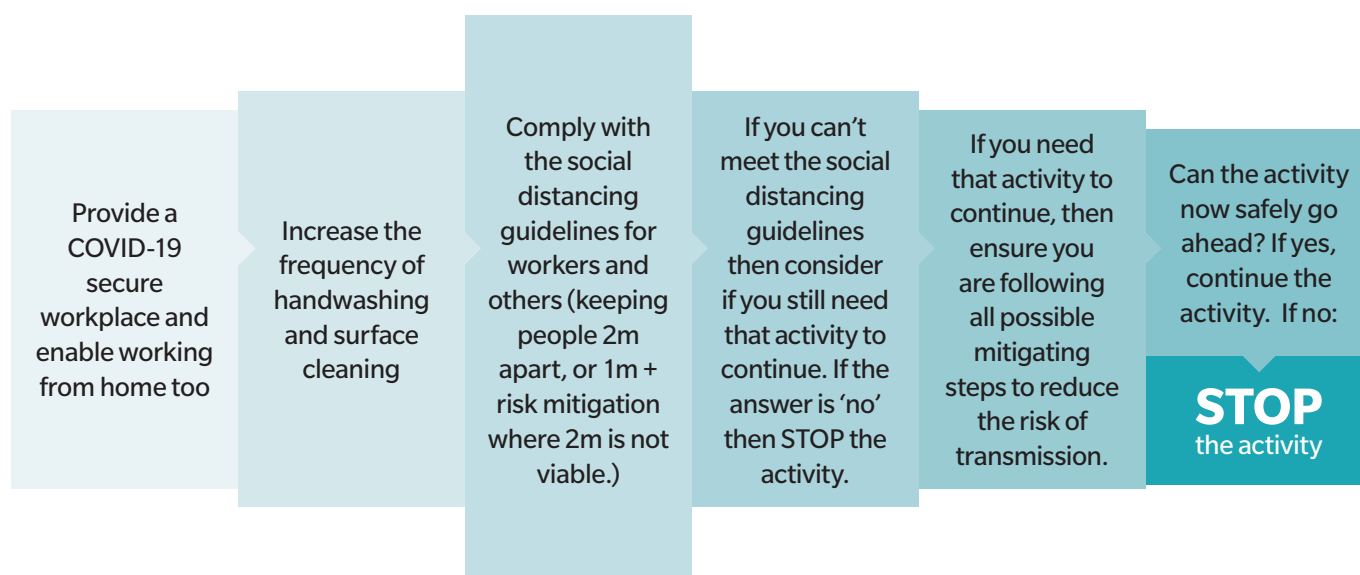 Provide a
COVID-19
secure
workplace and
enable working
from home too
Increase the
frequency of
handwashing
and surface
cleaning
Comply with
the social
distancing
guidelines for
workers and
others (keeping
people 2m
apart, or 1m +
risk mitigation
where 2m is not
viable.)
If you can’t
meet the social
distancing
guidelines
then consider
if you still need
that activity to
continue. If the
answer is ‘no’
then STOP the
activity.
If you need
that activity to
continue, then
ensure you
are following
all possible
mitigating
steps to reduce
the risk of
transmission.
Can the activity
now safely go
ahead? If yes,
continue the
activity. If no:
STOP
the activity